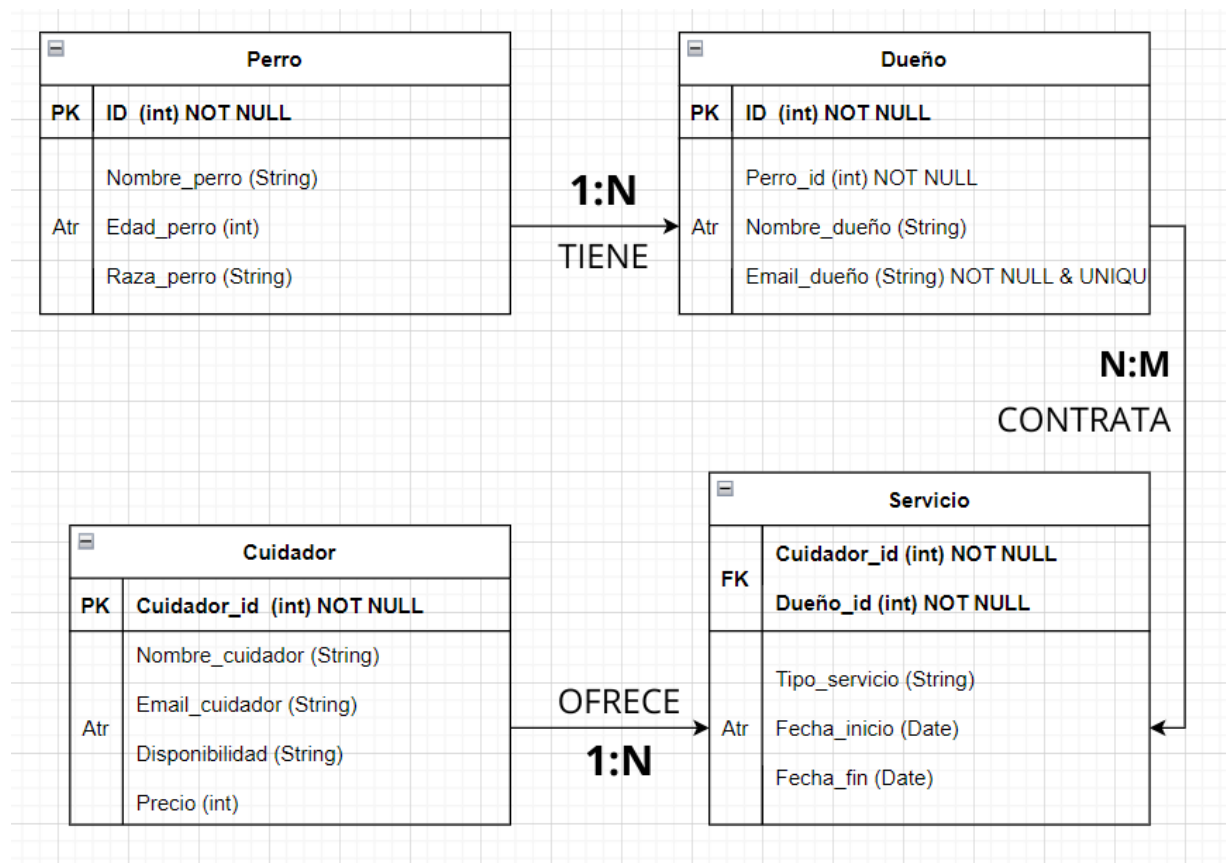 Perro
PK ID (int) NOT NULL
Atr
Nombre_perro (String)
Edad_perro (int)
Raza_perro (String)
1:N
TIENE
Dueño
PK ID (int) NOT NULL
Atr
Perro_id (int) NOT NULL
Nombre_dueño (String)
Email_dueño (String) NOT NULL & UNIQU
N:M
CONTRATA
Cuidador
PK Cuidador_id (int) NOT NULL
Atr
Nombre_cuidador (String)
Email_cuidador (String)
Disponibilidad (String)
Precio (int)
OFRECE
1:N
Servicio
FK
Cuidador_id (int) NOT NULL
Dueño_id (int) NOT NULL
Atr
Tipo_servicio (String)
Fecha_inicio (Date)
Fecha_fin (Date)